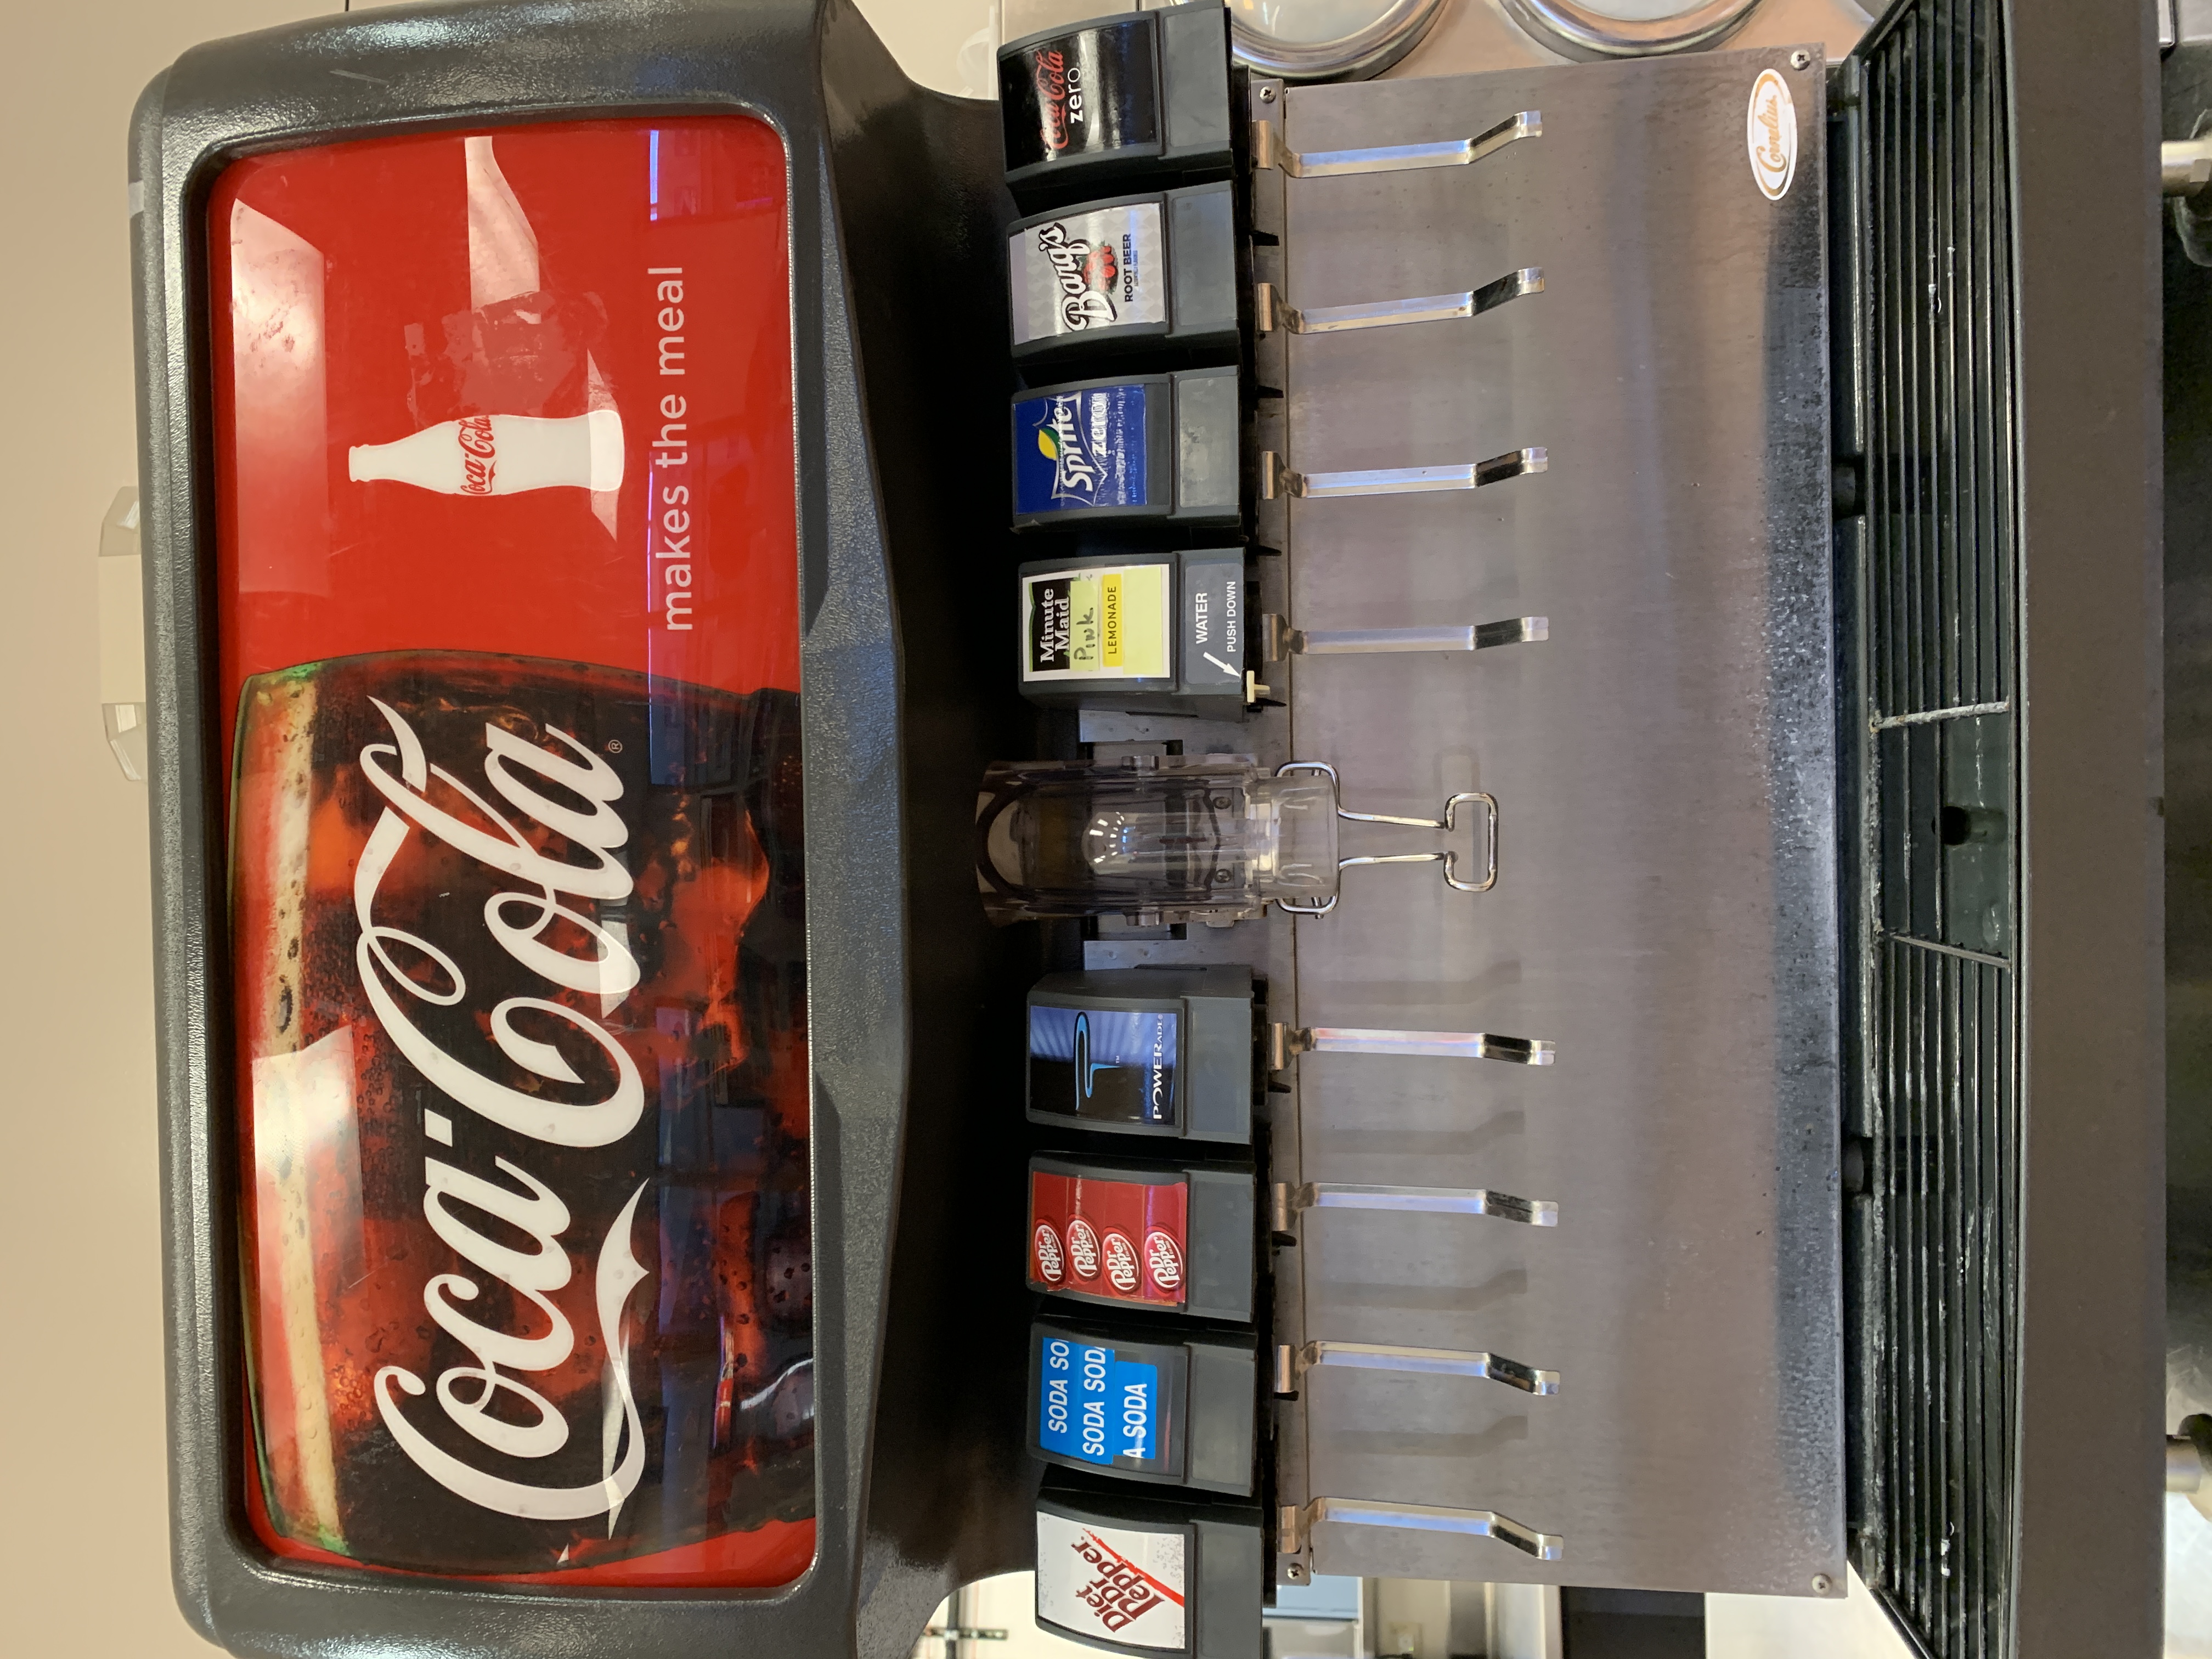 Coca-Cola
®
Coca-Cola
makes the meal
Diet
Dr
Pepper
SODA SO
SODA SODA
A SODA
Dr Pepper
Dr Pepper
Dr Pepper
Dr Pepper
POWERADE
Minute
Maid
Pink
LEMONADE
WATER
PUSH DOWN
Sprite
zero
Barq's
ROOT BEER
Coca-Cola
zero
Cornelius